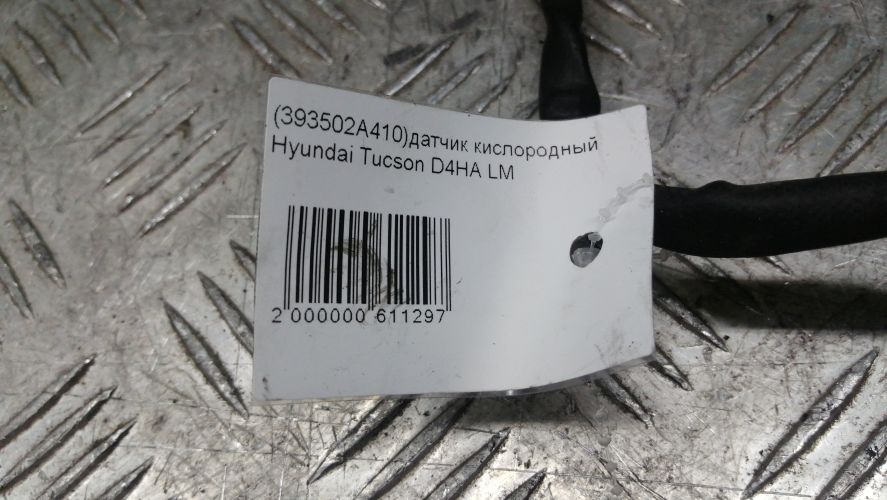 (393502A410)датчик кислородный
Hyundai Tucson D4HA LM
2 000000 611297